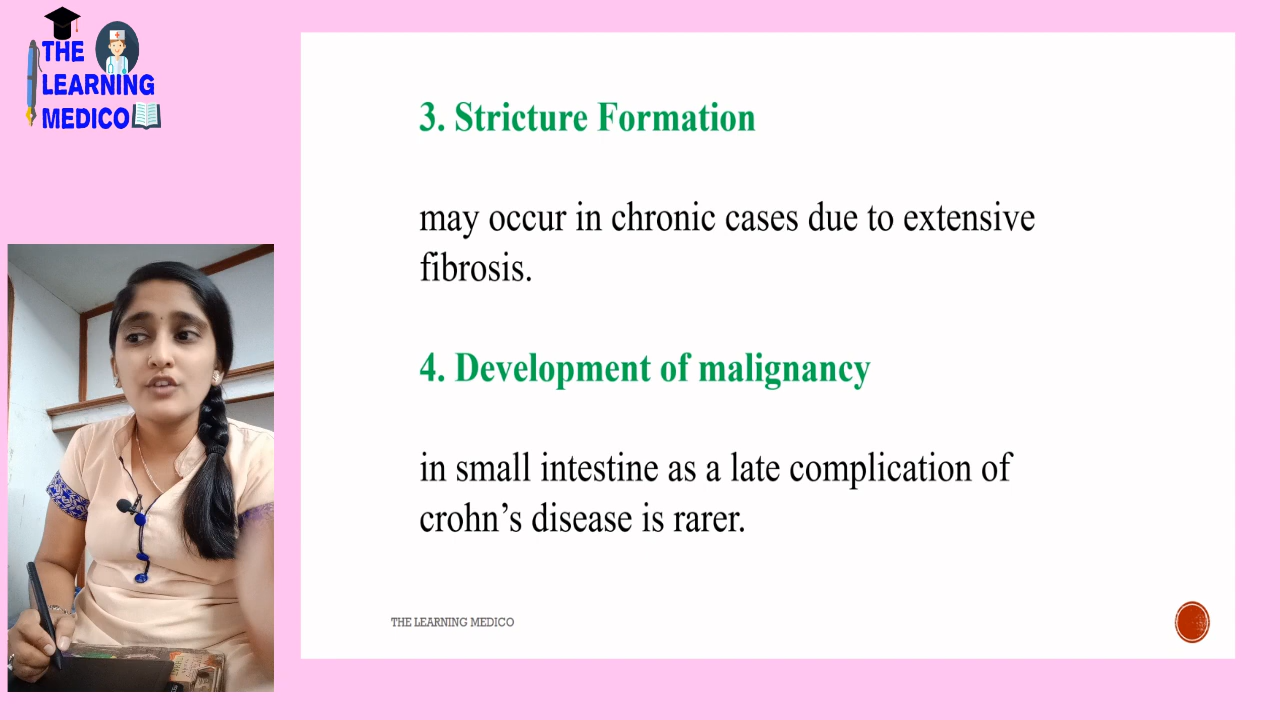 THE
LEARNING
MEDICO
3. Stricture Formation
may occur in chronic cases due to extensive
fibrosis.
4. Development of malignancy
in small intestine as a late complication of
crohn’s disease is rarer.
THE LEARNING MEDICO